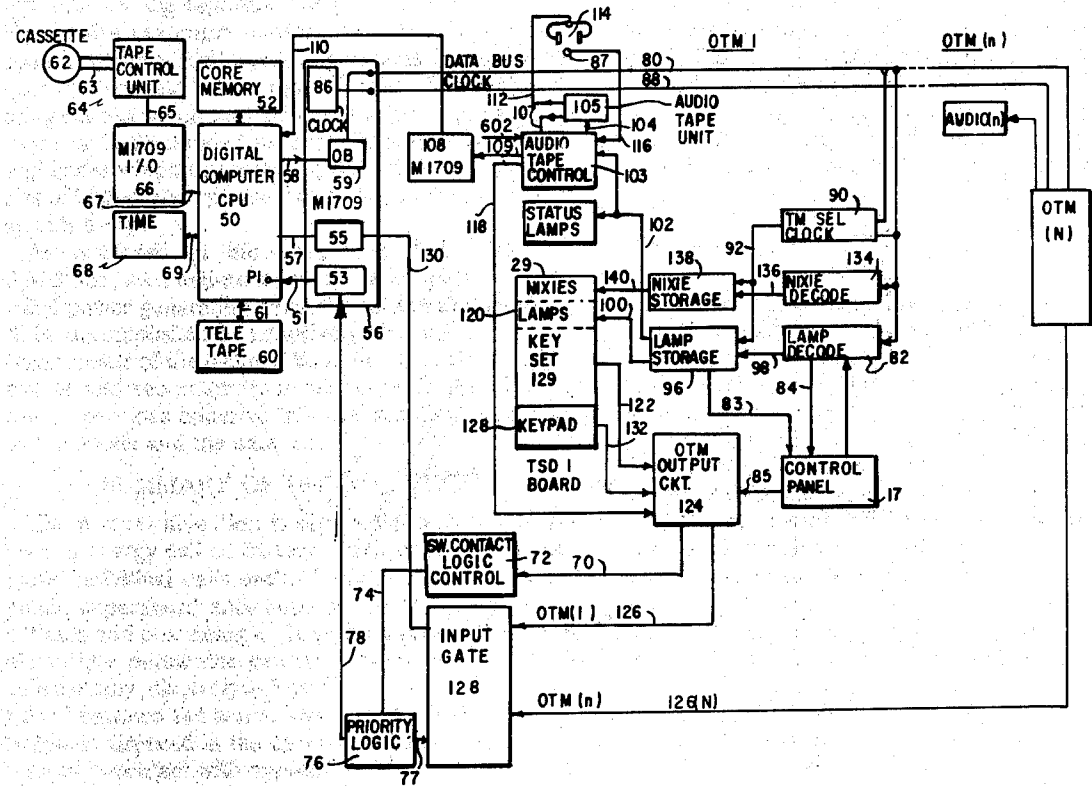 CASSETTE
62
63
64
TAPE
CONTROL
UNIT
65
CORE
MEMORY
52
110
86
CLOCK
DATA BUS
CLOCK
112
114
87
80
88
OTM 1
OTM (n)
105
AUDIO
TAPE
UNIT
107
104
116
AUDIO(n)
M1709
I/O
66
67
DIGITAL
COMPUTER
CPU
50
58
08
59
M1709
108
M1709
602
109
AUDIO
TAPE
CONTROL
103
OTM
(N)
TIME
68
69
57
55
P1
53
51
56
130
118
STATUS
LAMPS
102
90
TM SEL
CLOCK
92
61
TELE
TAPE
60
29
NIXIES
140
138
NIXIE
STORAGE
136
134
NIXIE
DECODE
120
LAMPS
100
KEY
SET
129
LAMP
STORAGE
96
98
LAMP
DECODE
82
84
83
122
128
KEYPAD
132
TSD 1
BOARD
OTM
OUTPUT
CKT.
124
85
CONTROL
PANEL
17
SW. CONTACT
LOGIC
CONTROL
72
70
74
78
INPUT
GATE
128
OTM(1)
126
OTM (n)
126(N)
PRIORITY
LOGIC
76
77